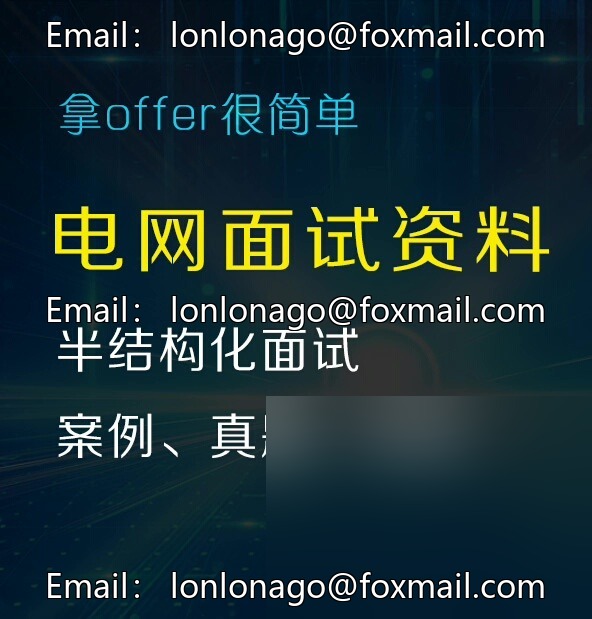 Email： lonlonago@foxmail.com
拿offer很简单
电网面试资料
Email： lonlonago@foxmail.com
半结构化面试
案例、真
Email： lonlonago@foxmail.com